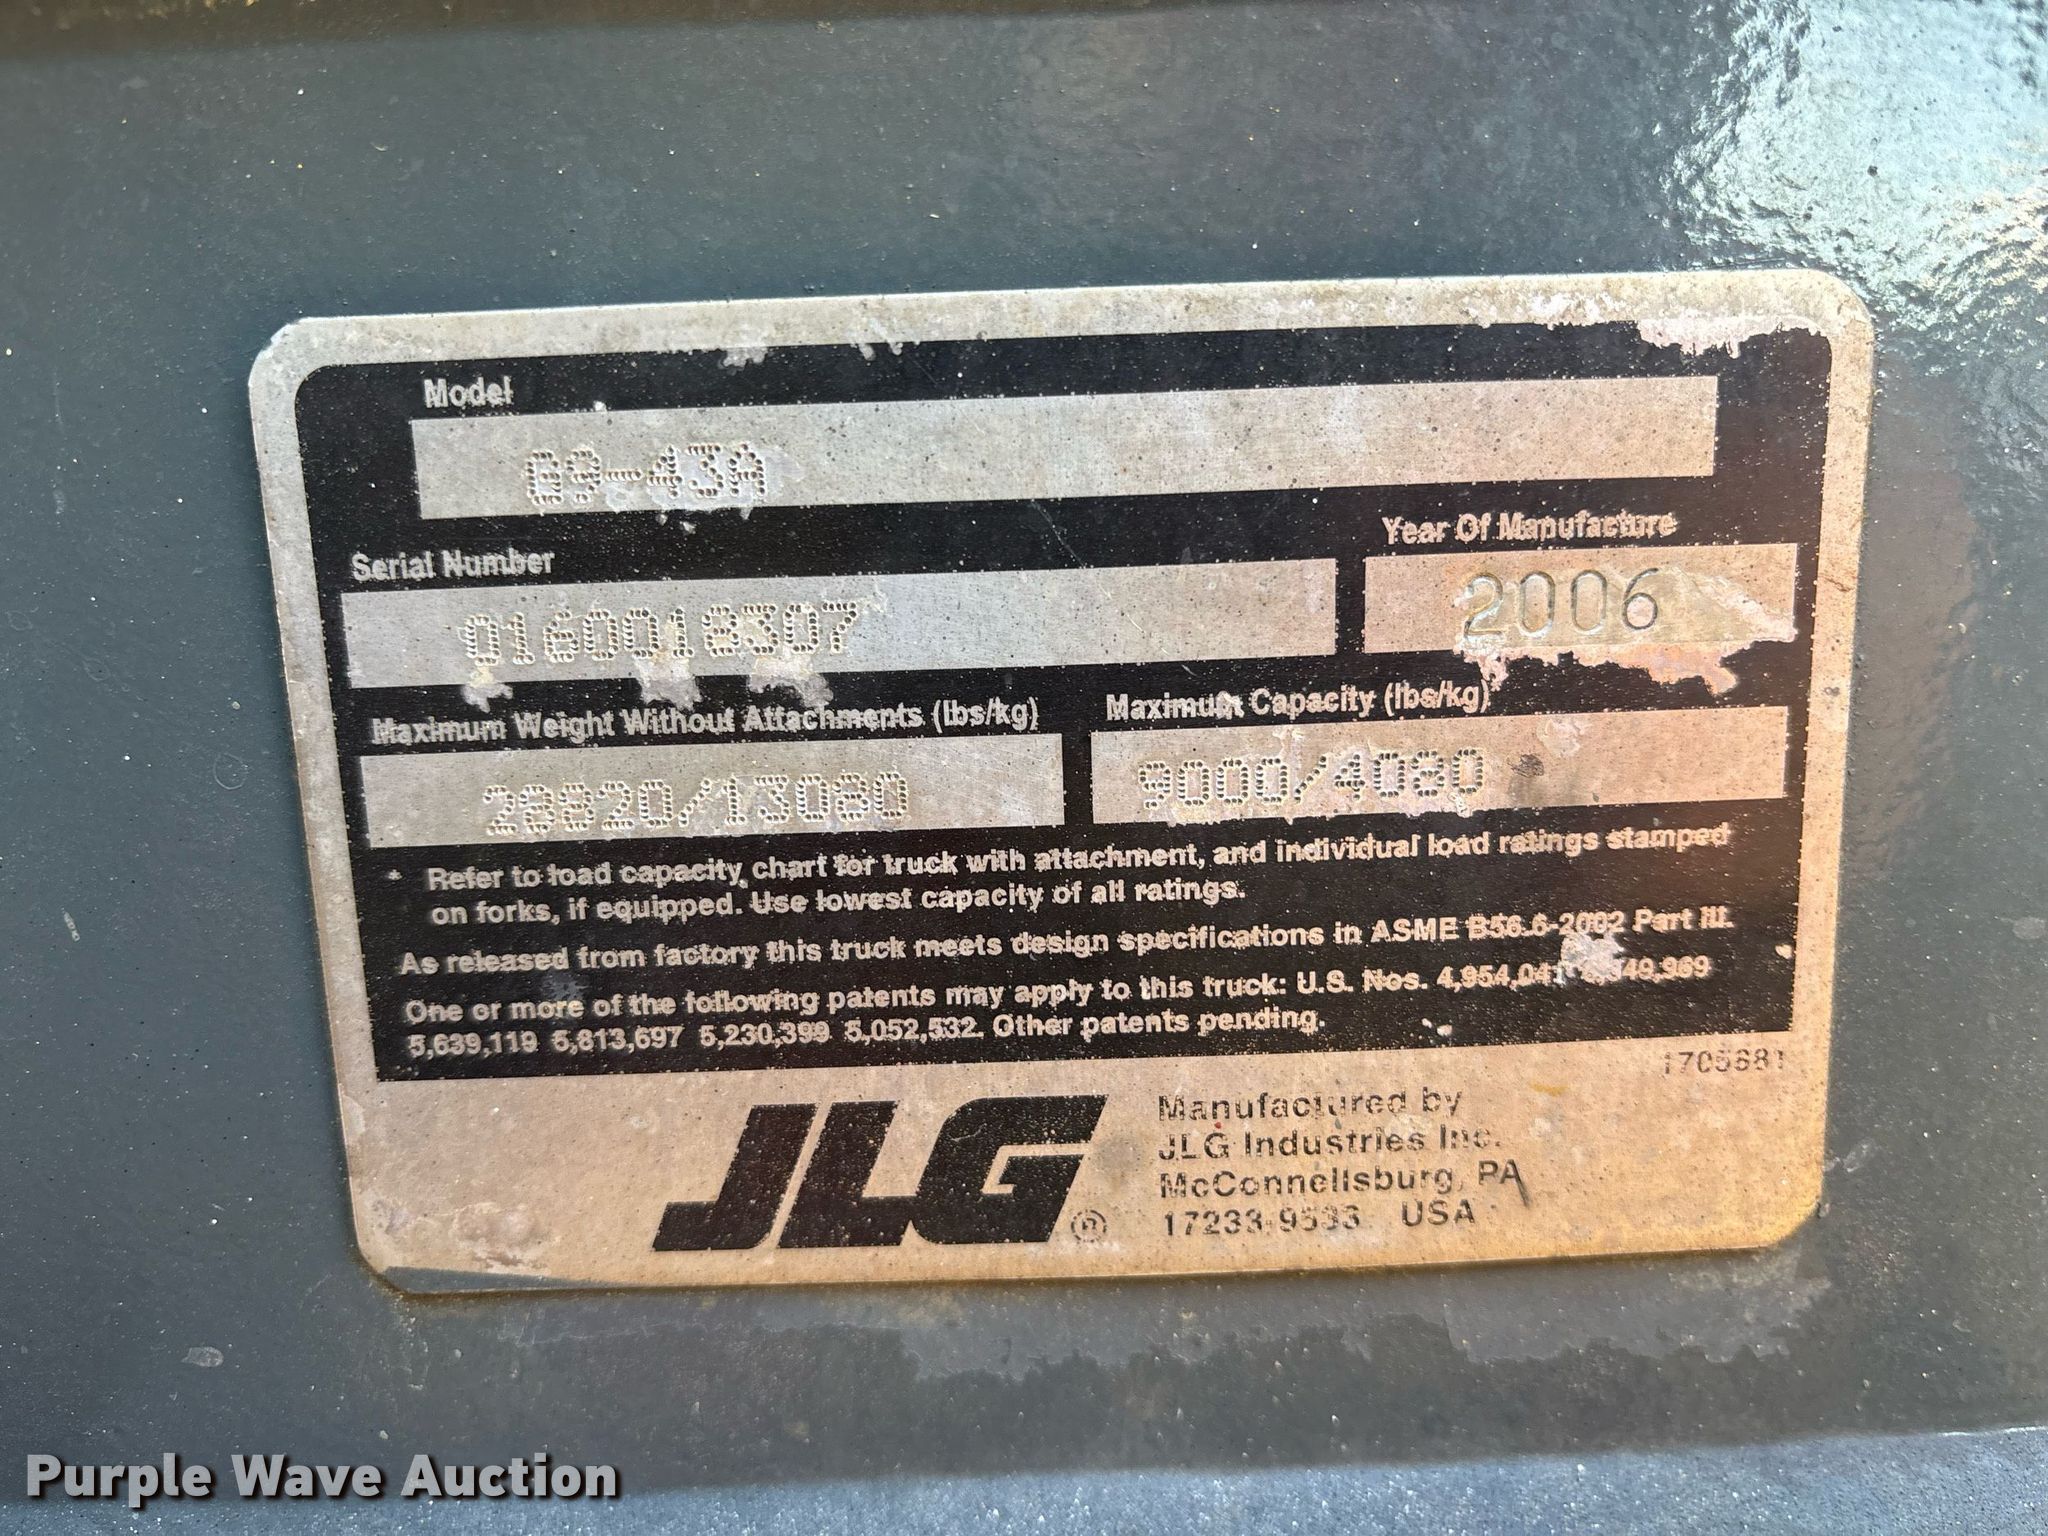 Model
G9-43A
Serial Number
Year Of Manufacture
0160018307
2006
Maximum Weight Without Attachments (lbs/kg)
Maximum Capacity (lbs/kg)
28820/13080
9000/4080
* Refer to load capacity chart for truck with attachment, and individual load ratings stamped
on forks, if equipped. Use lowest capacity of all ratings.
As released from factory this truck meets design specifications in ASME B56.6-2002 Part III.
One or more of the following patents may apply to this truck: U.S. Nos. 4,954,041
5,639,119 5,813,697 5,230,399 5,052,532. Other patents pending.
1705681
JLG ®
Manufactured by
JLG Industries Inc.
McConnellsburg, PA
17233-9533 USA
Purple Wave Auction